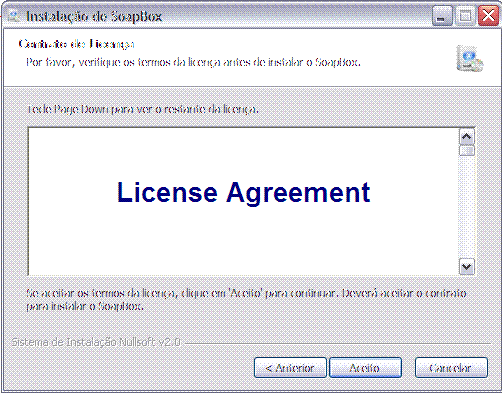 Instalação de SoapBox
Contrato de Licença
Por favor, verifique os termos da licença antes de instalar o SoapBox.
Tecle Page Down para ver o restante da licença.
License Agreement
Se aceitar os termos da licença, clique em 'Aceito' para continuar. Deverá aceitar o contrato
para instalar o SoapBox.
Sistema de Instalação Nullsoft v2.0
< Anterior
Aceito
Cancelar